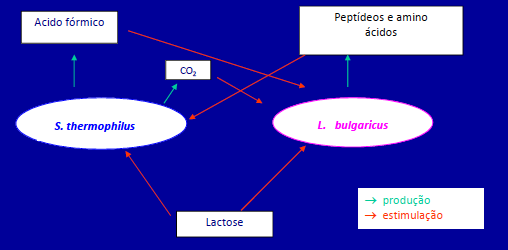 Acido fórmico
Peptídeos e amino
ácidos
CO₂
S. thermophilus
L. bulgaricus
Lactose
→ produção
→ estimulação